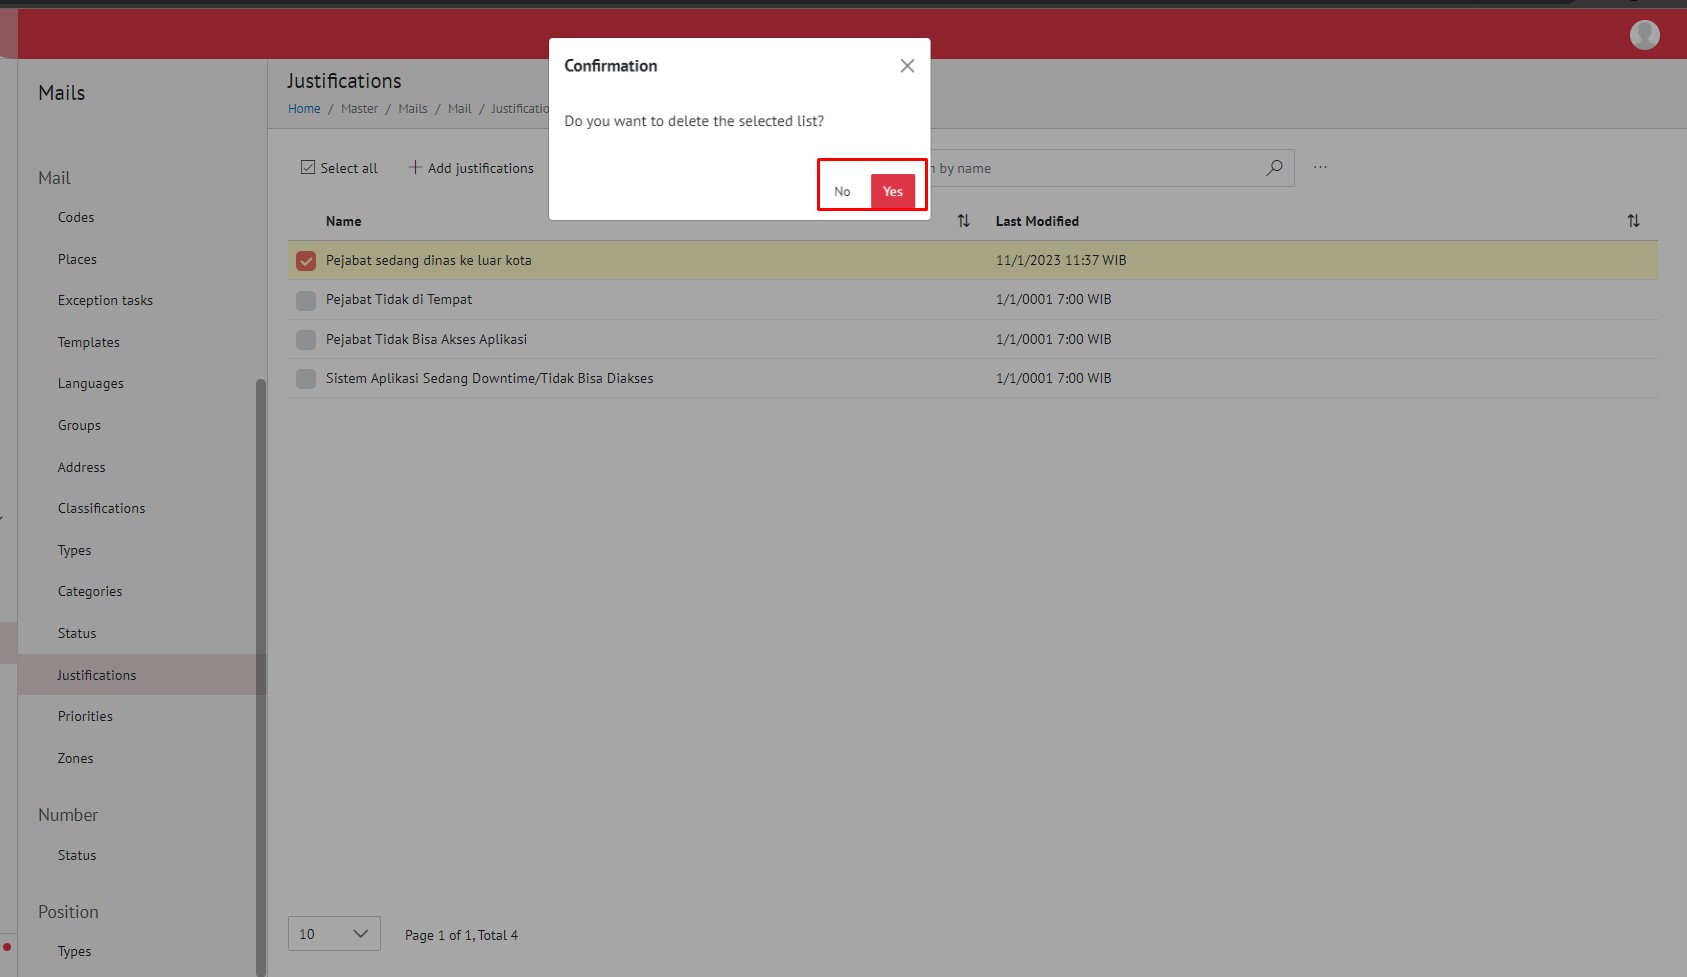 Mails
Mail
Codes
Places
Exception tasks
Templates
Languages
Groups
Address
Classifications
Types
Categories
Status
Justifications
Priorities
Zones
Number
Status
Position
Types
Justifications
Home / Master / Mails / Mail / Justificatio
Confirmation
Do you want to delete the selected list?
No Yes
Select all + Add justifications by name ...
Name Last Modified
Pejabat sedang dinas ke luar kota 11/1/2023 11:37 WIB
Pejabat Tidak di Tempat 1/1/0001 7:00 WIB
Pejabat Tidak Bisa Akses Aplikasi 1/1/0001 7:00 WIB
Sistem Aplikasi Sedang Downtime/Tidak Bisa Diakses 1/1/0001 7:00 WIB
10 Page 1 of 1, Total 4